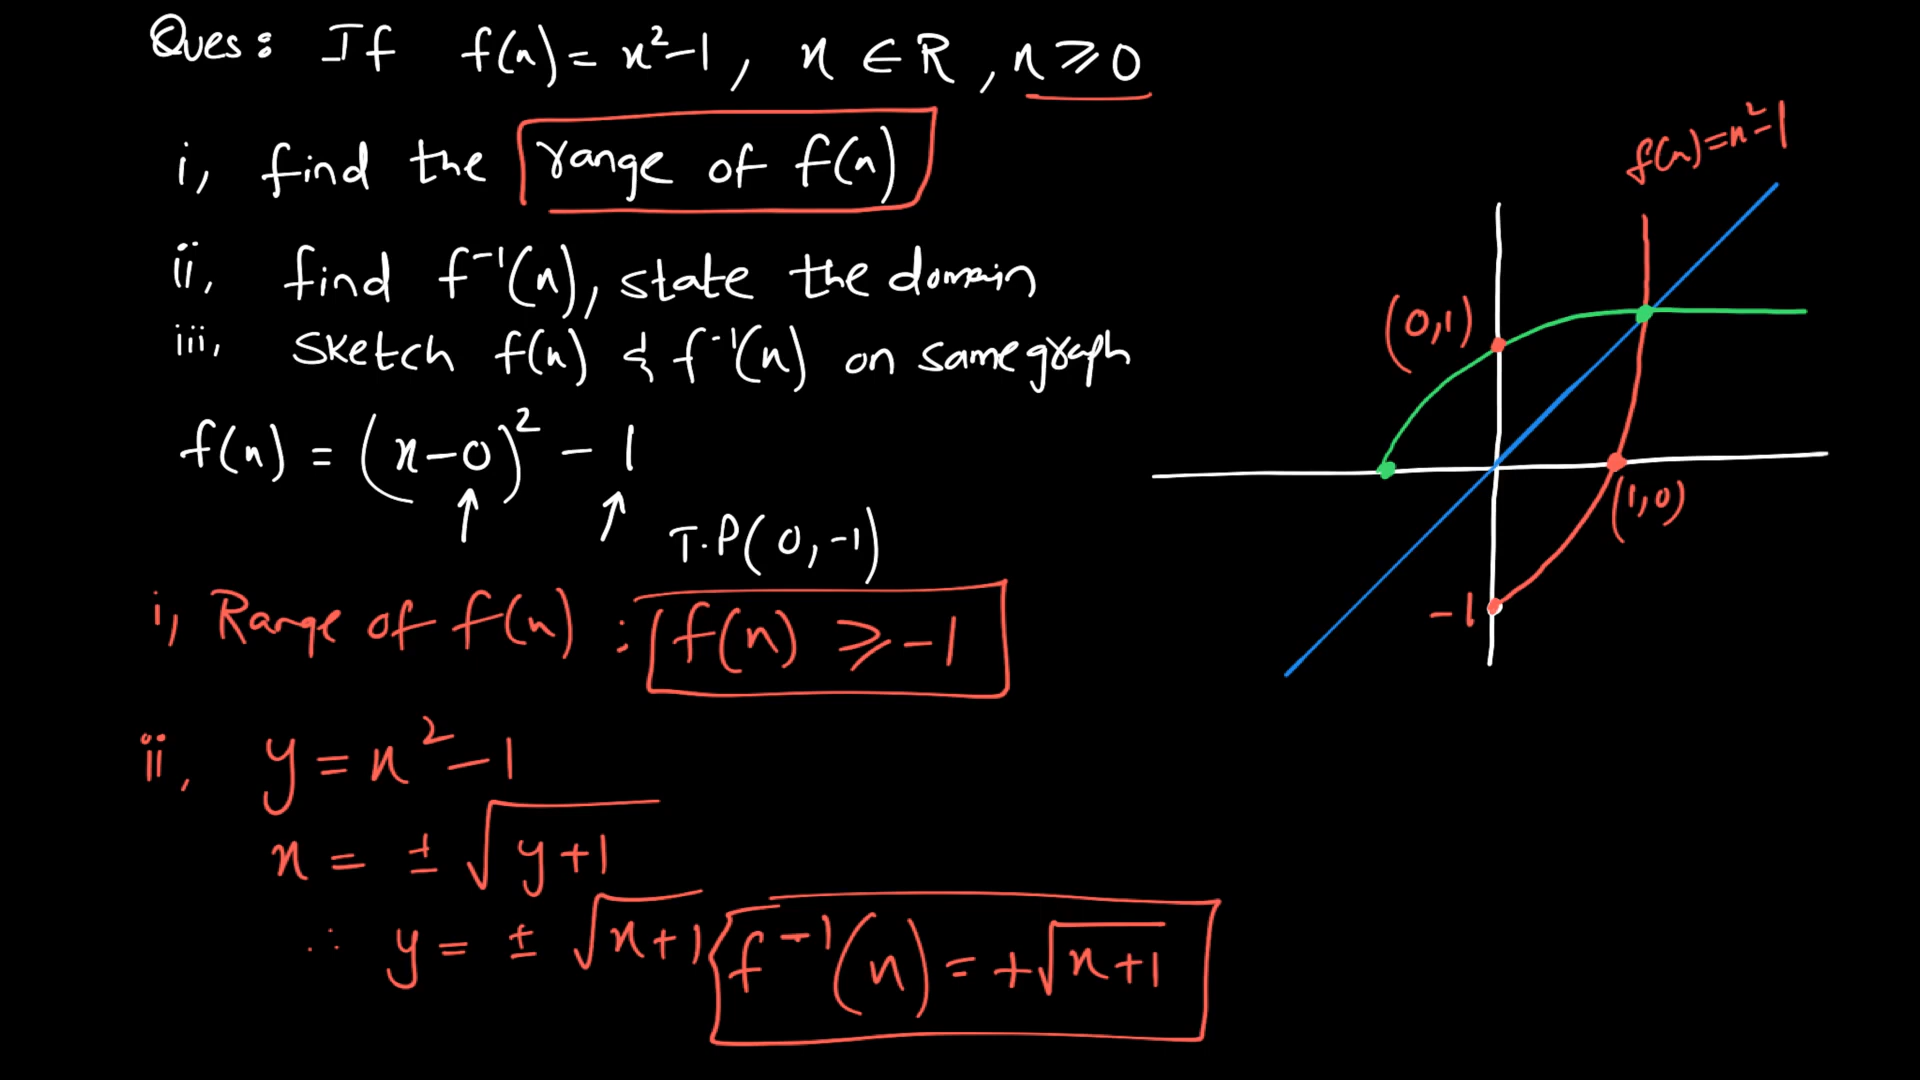 Ques: If f(x) = x²-1, x ∈ R, x ≥ 0
i, find the range of f(x)
ii, find f⁻¹(x), state the domain
iii, Sketch f(x) & f⁻¹(x) on same graph
f(x) = (x-0)² - 1
T.P(0,-1)
i, Range of f(x) : f(x) ≥ -1
ii, y = x² - 1
x = ± √y+1
∴ y = ± √x+1 f⁻¹(x) = +√x+1
f(x)=x²-1
(0,1)
(1,0)
-1